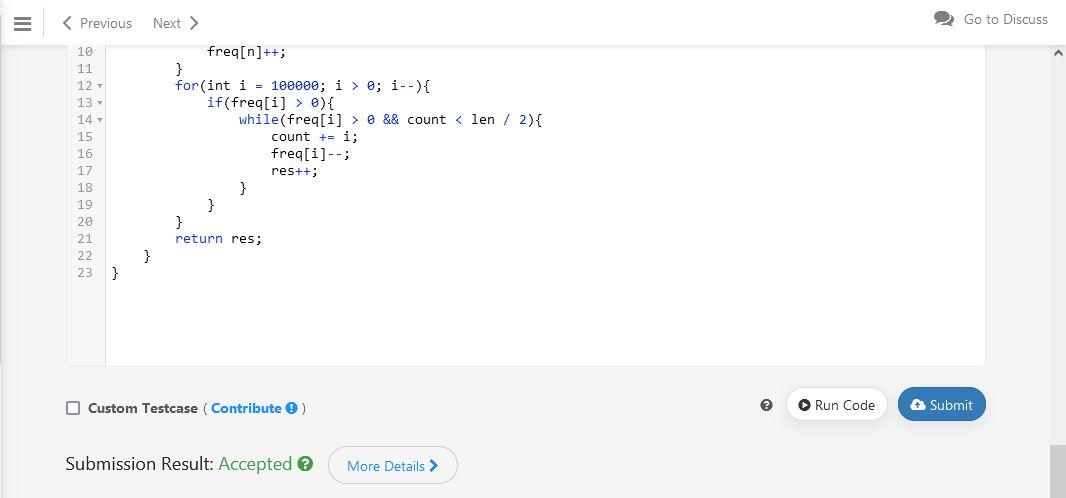 Previous Next Go to Discuss
10 freq[n]++;
11 }
12 for(int i = 100000; i > 0; i--){
13 if(freq[i] > 0){
14 while(freq[i] > 0 && count < len / 2){
15 count += i;
16 freq[i]--;
17 res++;
18 }
19 }
20 }
21 return res;
22 }
23 }
Custom Testcase ( Contribute ) Run Code Submit
Submission Result: Accepted More Details